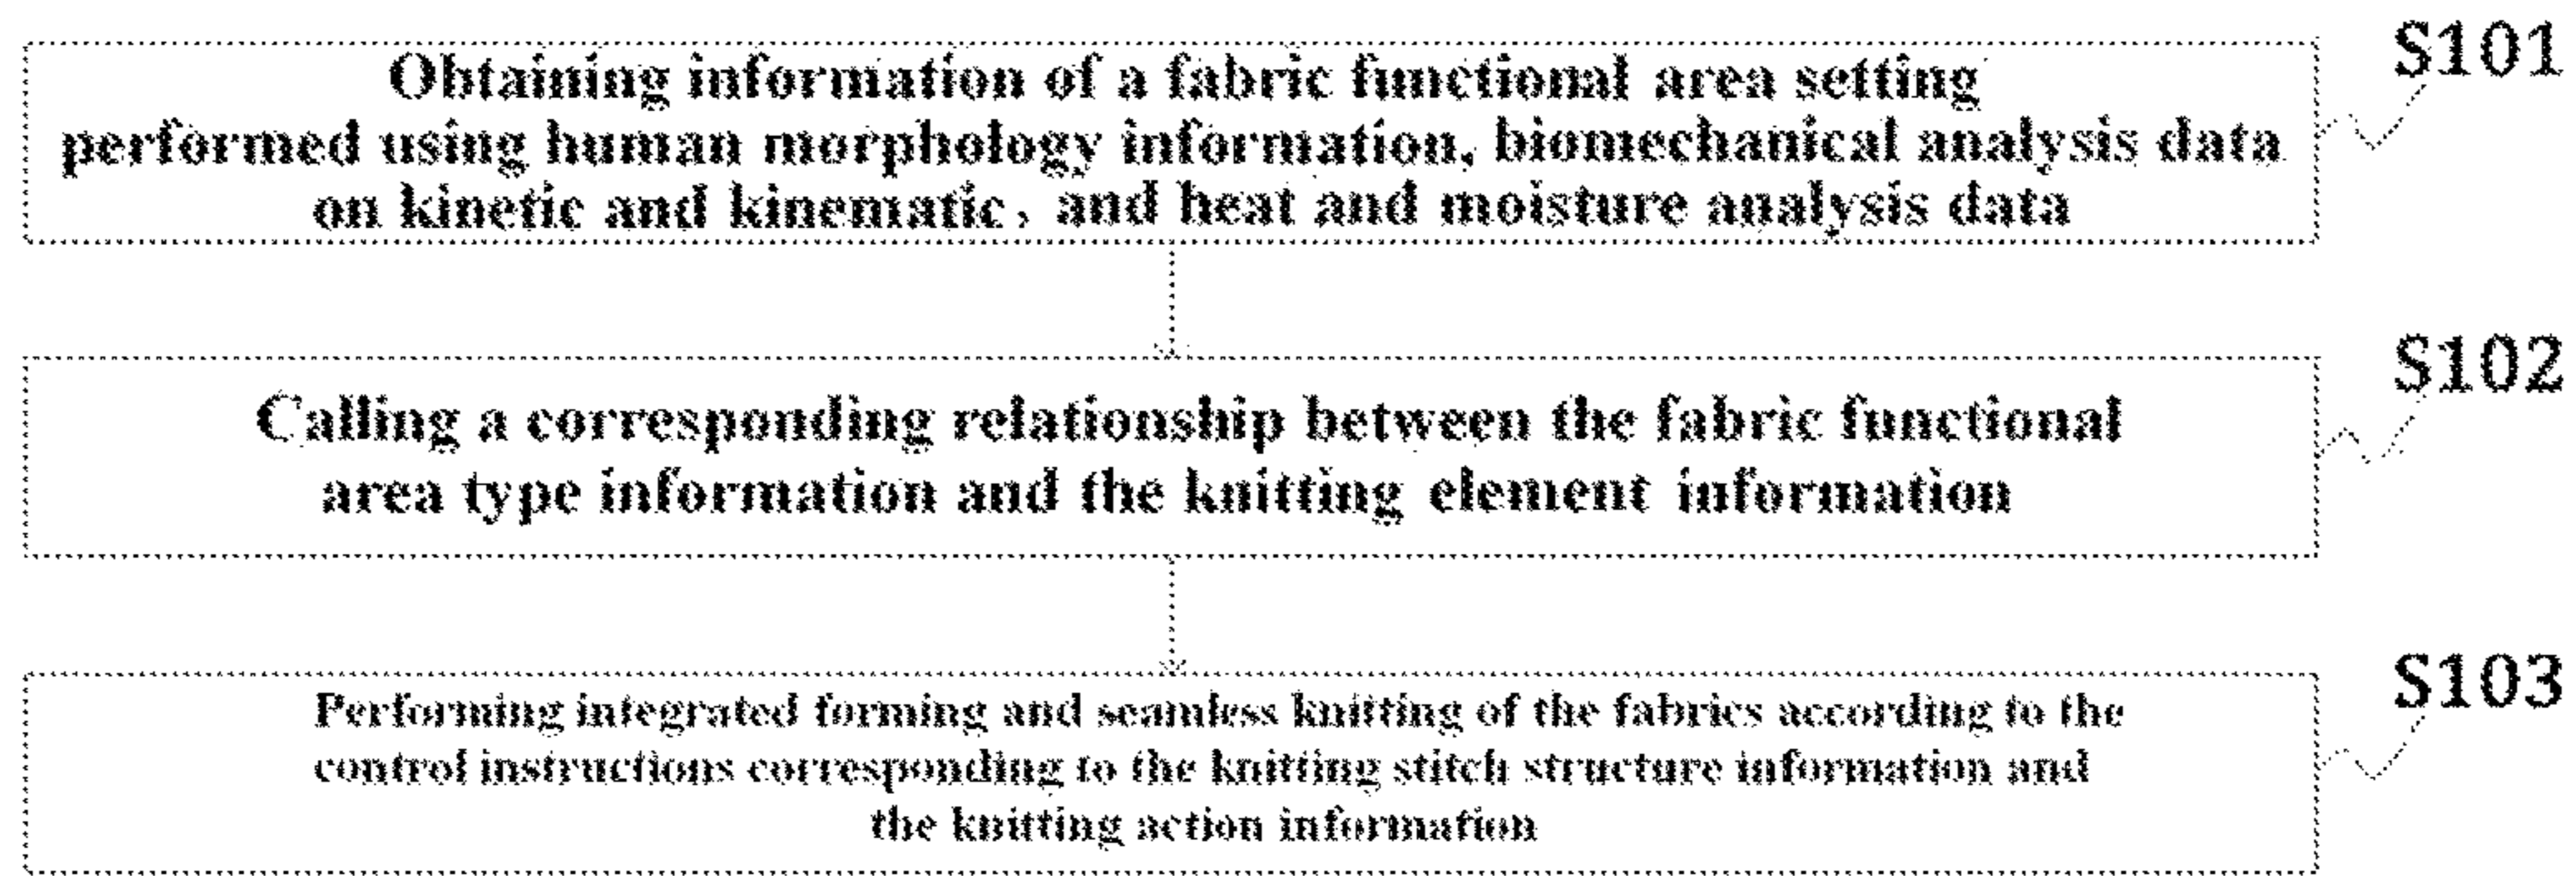 S101
Obtaining information of a fabric functional area setting
performed using human morphology information, biomechanical analysis data
on kinetic and kinematic, and heat and moisture analysis data
S102
Calling a corresponding relationship between the fabric functional
area type information and the knitting element information
S103
Performing integrated forming and seamless knitting of the fabrics according to the
control instructions corresponding to the knitting stitch structure information and
the knitting action information